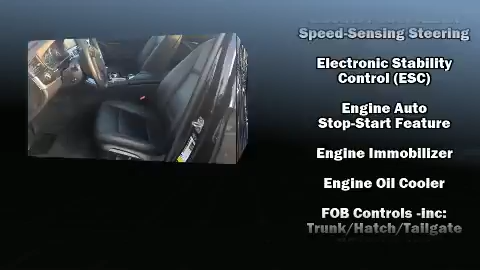 Speed-Sensing Steering
Electronic Stability
Control (ESC)
Engine Auto
Stop-Start Feature
Engine Immobilizer
Engine Oil Cooler
FOB Controls -inc:
Trunk/Hatch/Tailgate